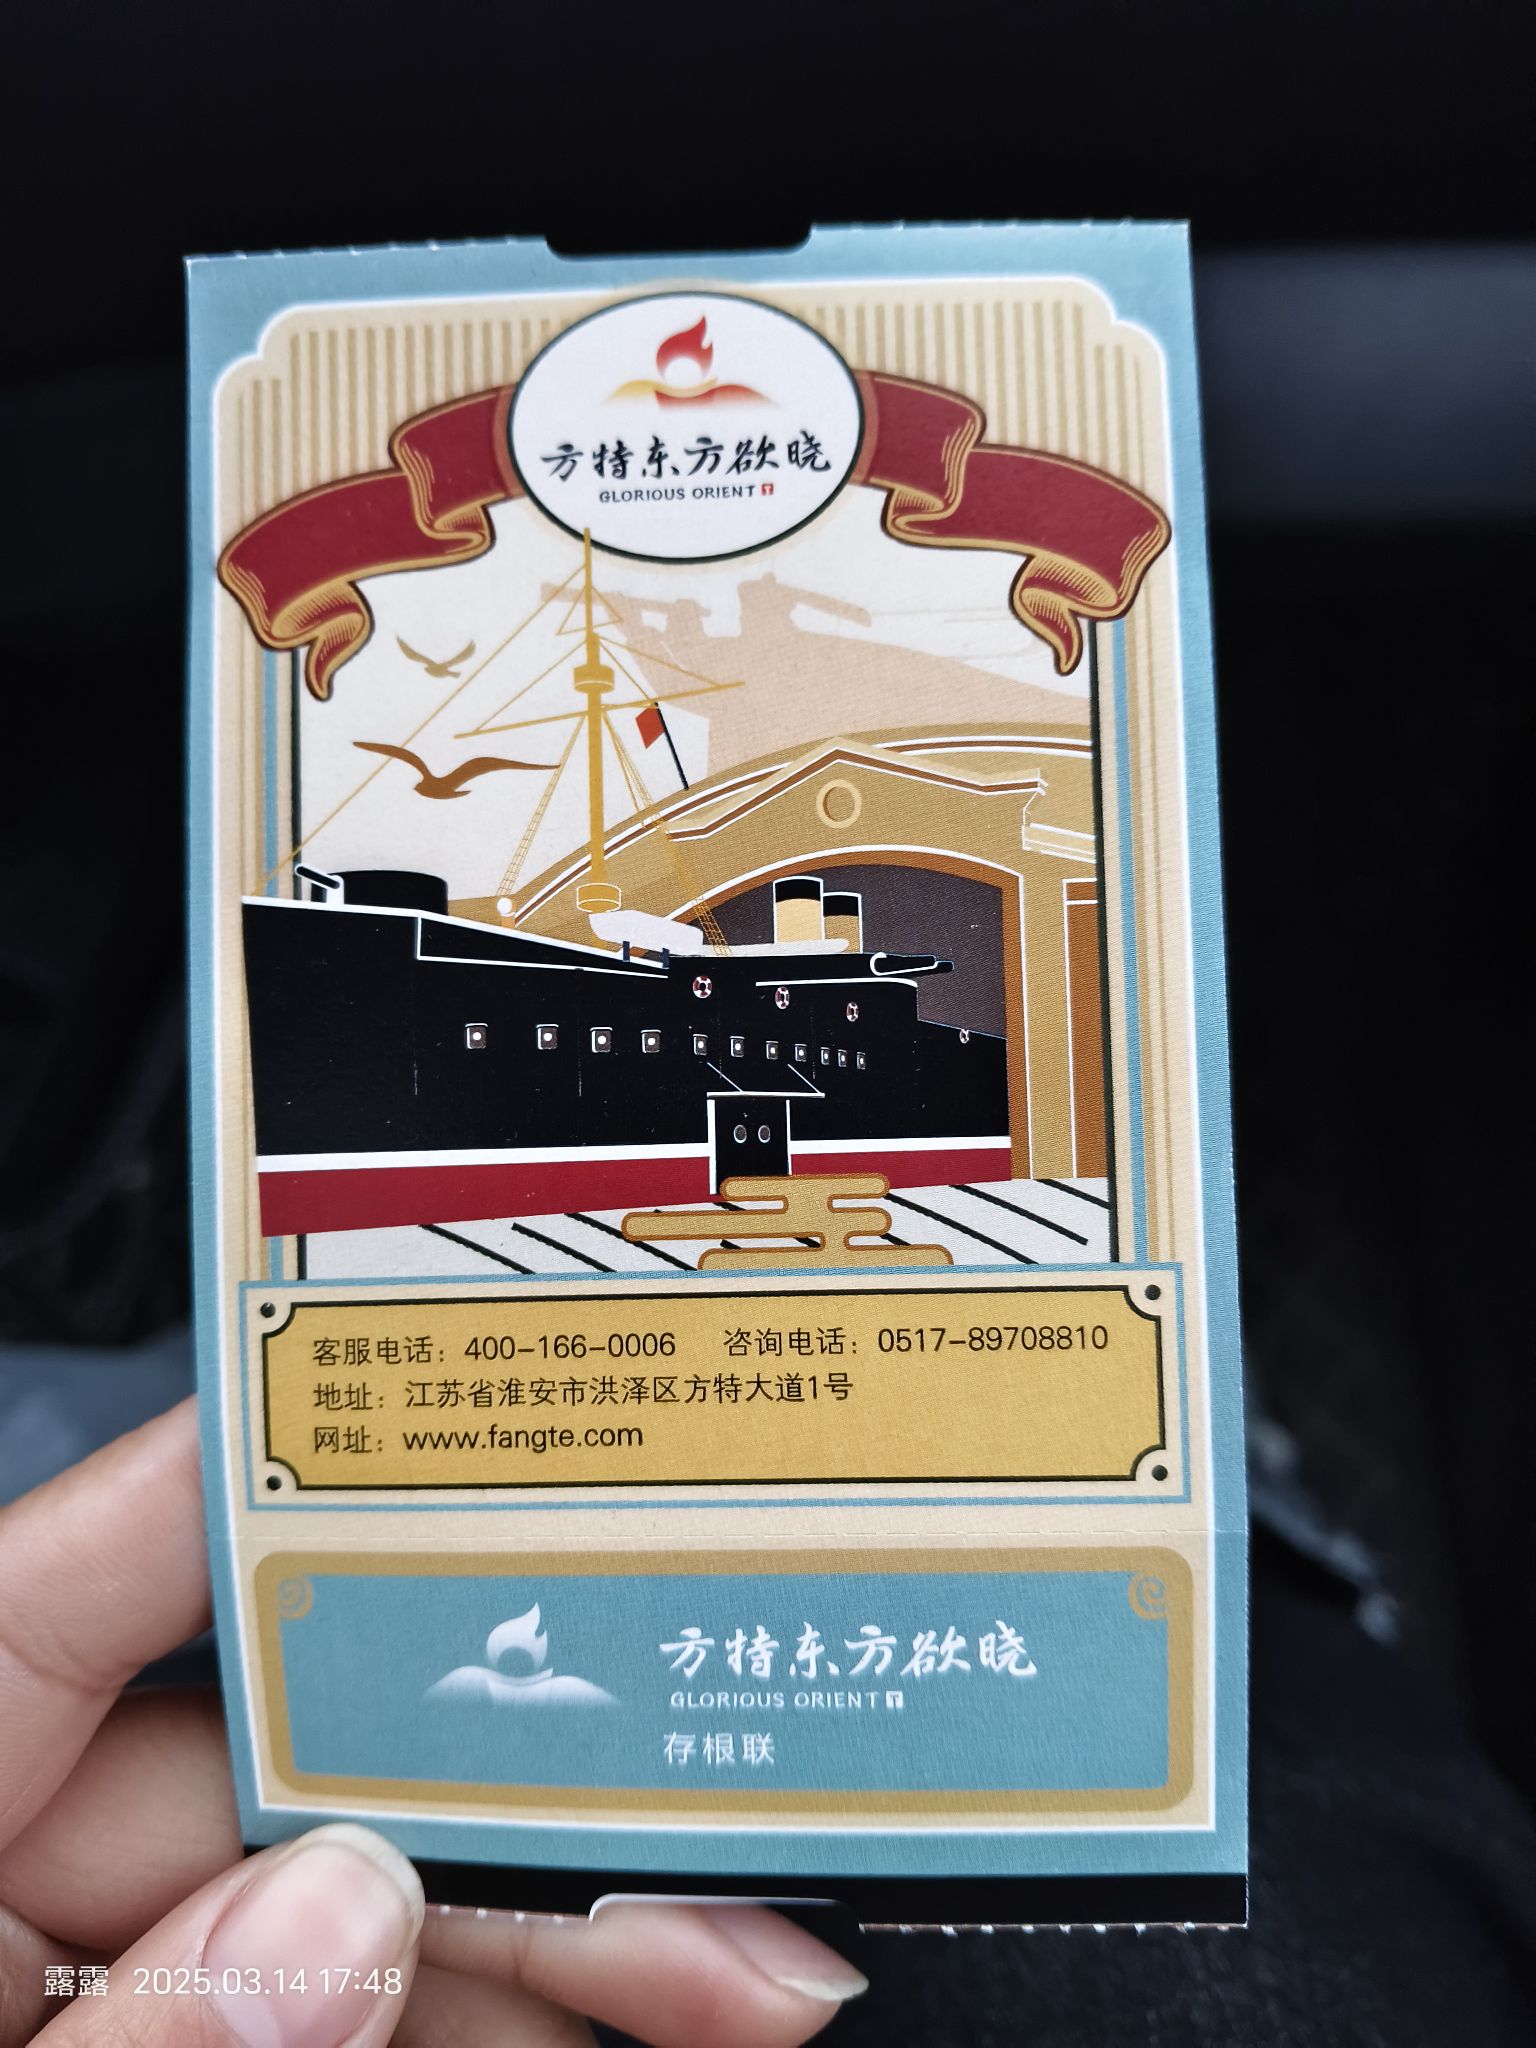 方特东方欲晓
GLORIOUS ORIENT
客服电话：400-166-0006 咨询电话：0517-89708810
地址：江苏省淮安市洪泽区方特大道1号
网址：www.fangte.com
方特东方欲晓
GLORIOUS ORIENT
存根联
露露 2025.03.14 17:48